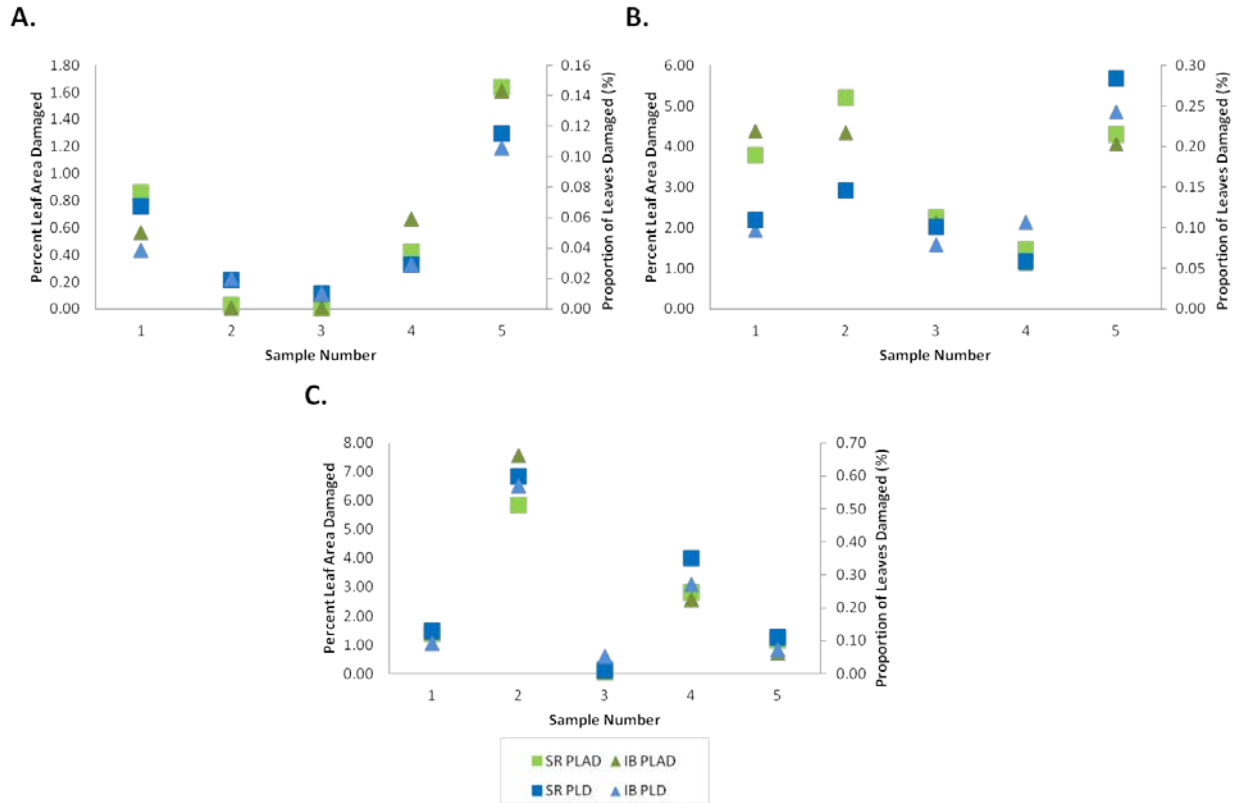 A.
Percent Leaf Area Damaged
1.80
1.60
1.40
1.20
1.00
0.80
0.60
0.40
0.20
0.00
0.16
0.14
0.12
0.10
0.08
0.06
0.04
0.02
0.00
Proportion of Leaves Damaged (%)
1 2 3 4 5
Sample Number
B.
Percent Leaf Area Damaged
6.00
5.00
4.00
3.00
2.00
1.00
0.00
0.30
0.25
0.20
0.15
0.10
0.05
0.00
Proportion of Leaves Damaged (%)
1 2 3 4 5
Sample Number
C.
Percent Leaf Area Damaged
8.00
7.00
6.00
5.00
4.00
3.00
2.00
1.00
0.00
0.70
0.60
0.50
0.40
0.30
0.20
0.10
0.00
Proportion of Leaves Damaged (%)
1 2 3 4 5
Sample Number
SR PLAD IB PLAD
SR PLD IB PLD